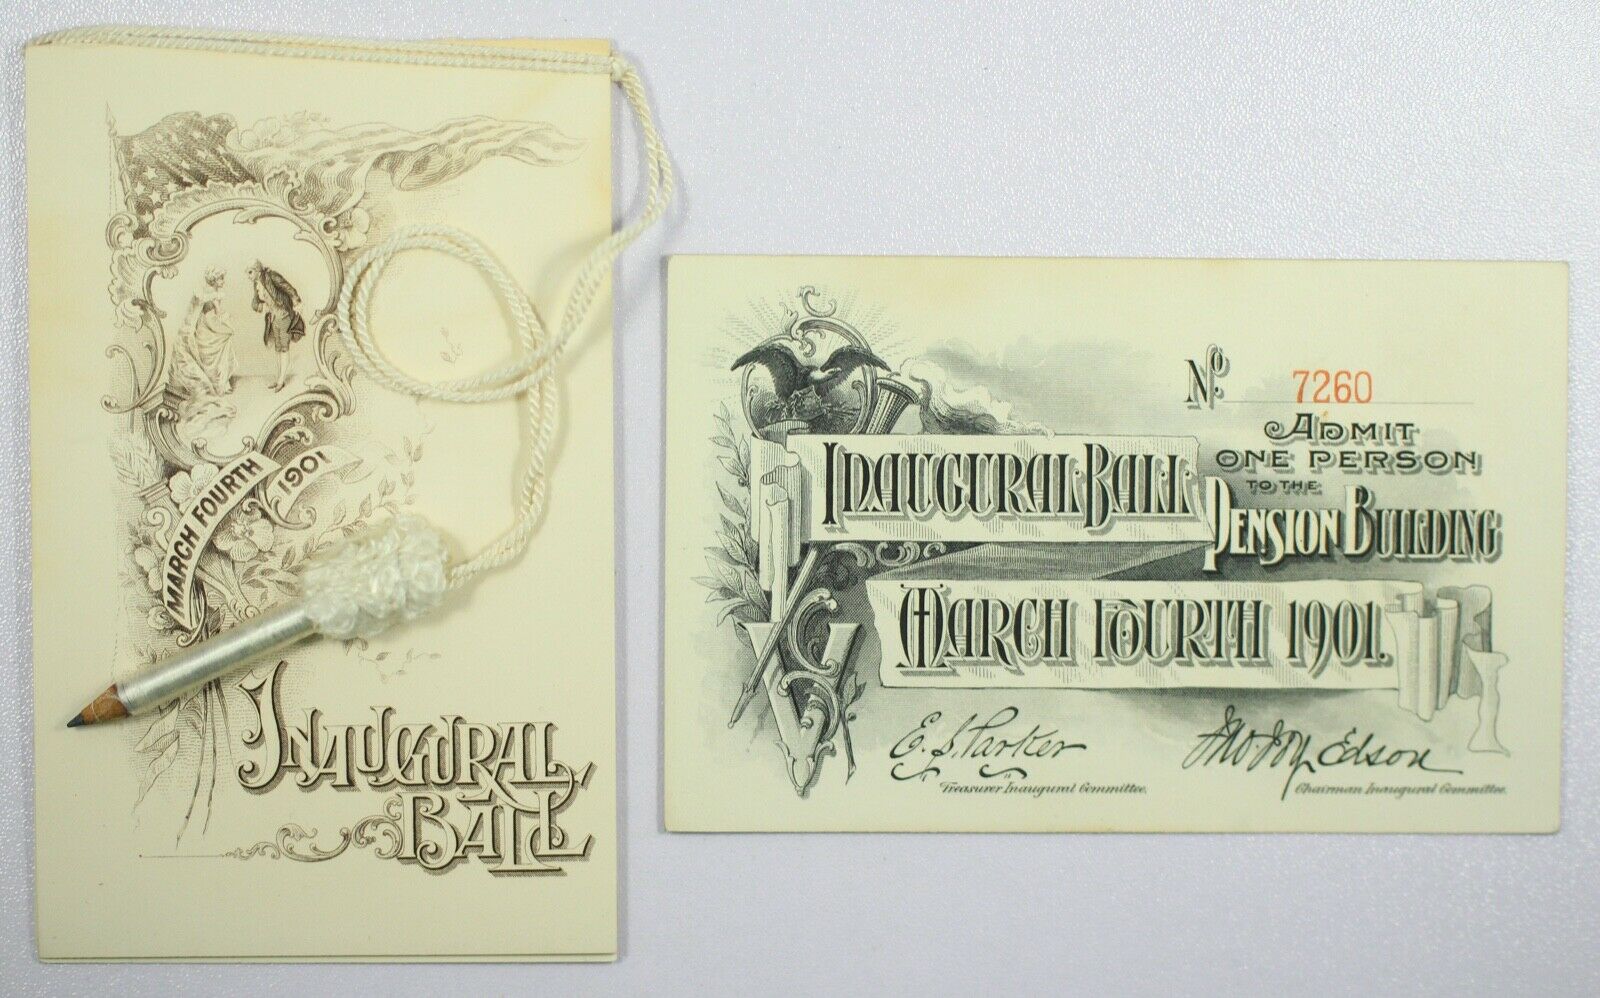 MARCH FOURTH
1901
INAUGURAL
BALL
No. 7260
ADMIT
ONE PERSON
TO THE
INAUGURAL BALL
PENSION BUILDING
MARCH FOURTH 1901.
E. S. Parker
Treasurer Inaugural Committee.
Jno. Joy Edson
Chairman Inaugural Committee.